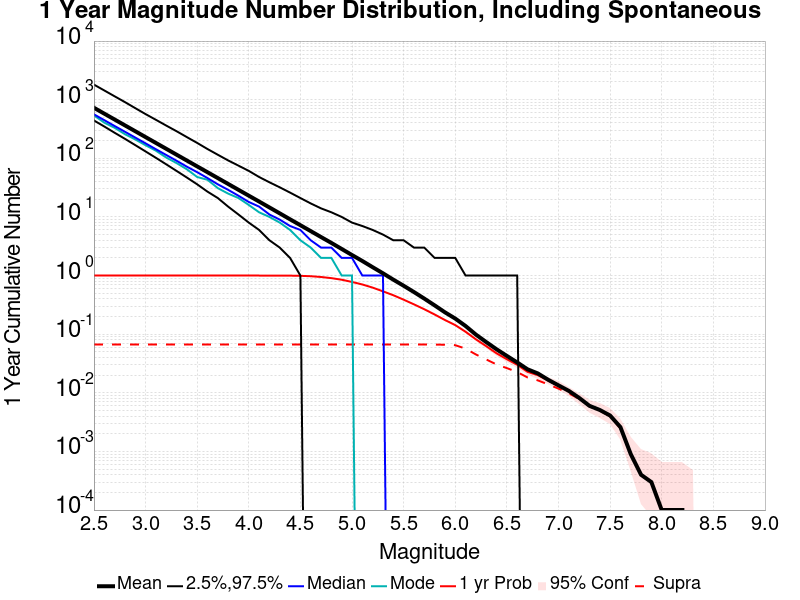 1 Year Magnitude Number Distribution, Including Spontaneous
1 Year Cumulative Number
10^4
10^3
10^2
10^1
10^0
10^-1
10^-2
10^-3
10^-4
2.5 3.0 3.5 4.0 4.5 5.0 5.5 6.0 6.5 7.0 7.5 8.0 8.5 9.0
Magnitude
Mean 2.5%,97.5% Median Mode 1 yr Prob 95% Conf Supra